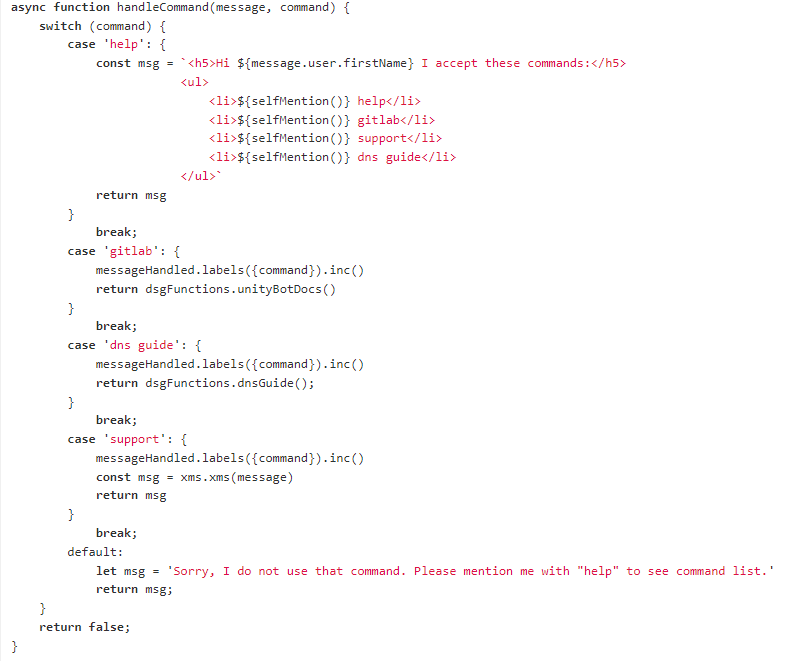 async function handleCommand(message, command) {
    switch (command) {
        case 'help': {
            const msg = `<h5>Hi ${message.user.firstName} I accept these commands:</h5>
                        <ul>
                            <li>${selfMention()} help</li>
                            <li>${selfMention()} gitlab</li>
                            <li>${selfMention()} support</li>
                            <li>${selfMention()} dns guide</li>
                        </ul>`
            return msg
        }
            break;
        case 'gitlab': {
            messageHandled.labels({command}).inc()
            return dsgFunctions.unityBotDocs()
        }
            break;
        case 'dns guide': {
            messageHandled.labels({command}).inc()
            return dsgFunctions.dnsGuide();
        }
            break;
        case 'support': {
            messageHandled.labels({command}).inc()
            const msg = xms.xms(message)
            return msg
        }
            break;
        default:
            let msg = 'Sorry, I do not use that command. Please mention me with "help" to see command list.'
            return msg;
    }
    return false;
}